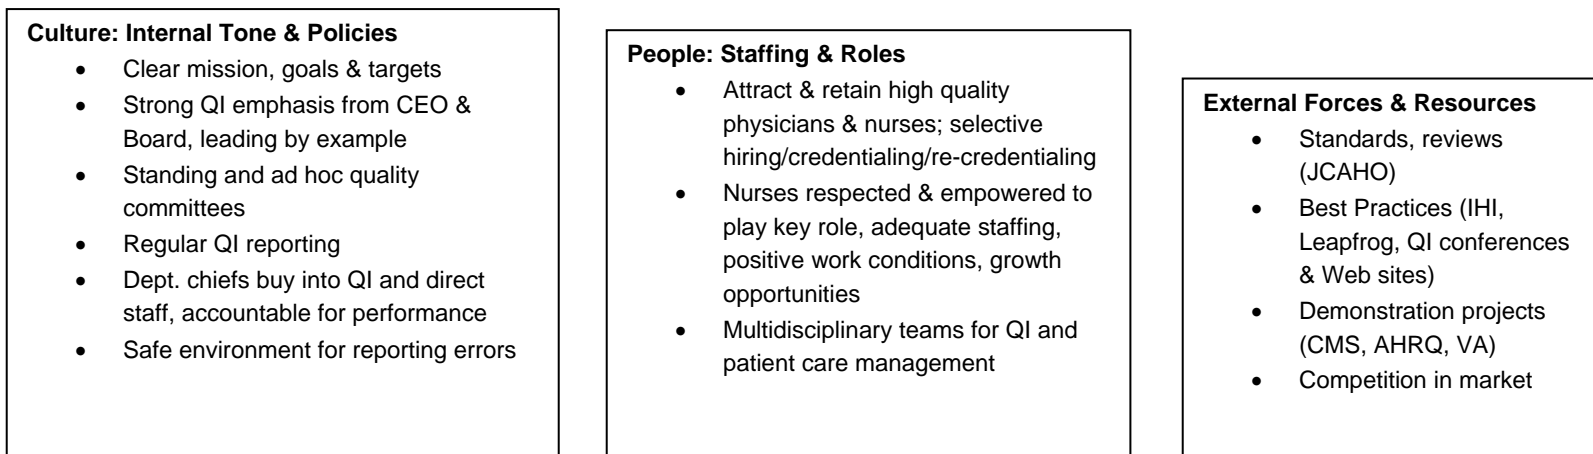 Culture: Internal Tone & Policies
• Clear mission, goals & targets
• Strong QI emphasis from CEO &
Board, leading by example
• Standing and ad hoc quality
committees
• Regular QI reporting
• Dept. chiefs buy into QI and direct
staff, accountable for performance
• Safe environment for reporting errors
People: Staffing & Roles
• Attract & retain high quality
physicians & nurses; selective
hiring/credentialing/re-credentialing
• Nurses respected & empowered to
play key role, adequate staffing,
positive work conditions, growth
opportunities
• Multidisciplinary teams for QI and
patient care management
External Forces & Resources
• Standards, reviews
(JCAHO)
• Best Practices (IHI,
Leapfrog, QI conferences
& Web sites)
• Demonstration projects
(CMS, AHRQ, VA)
• Competition in market